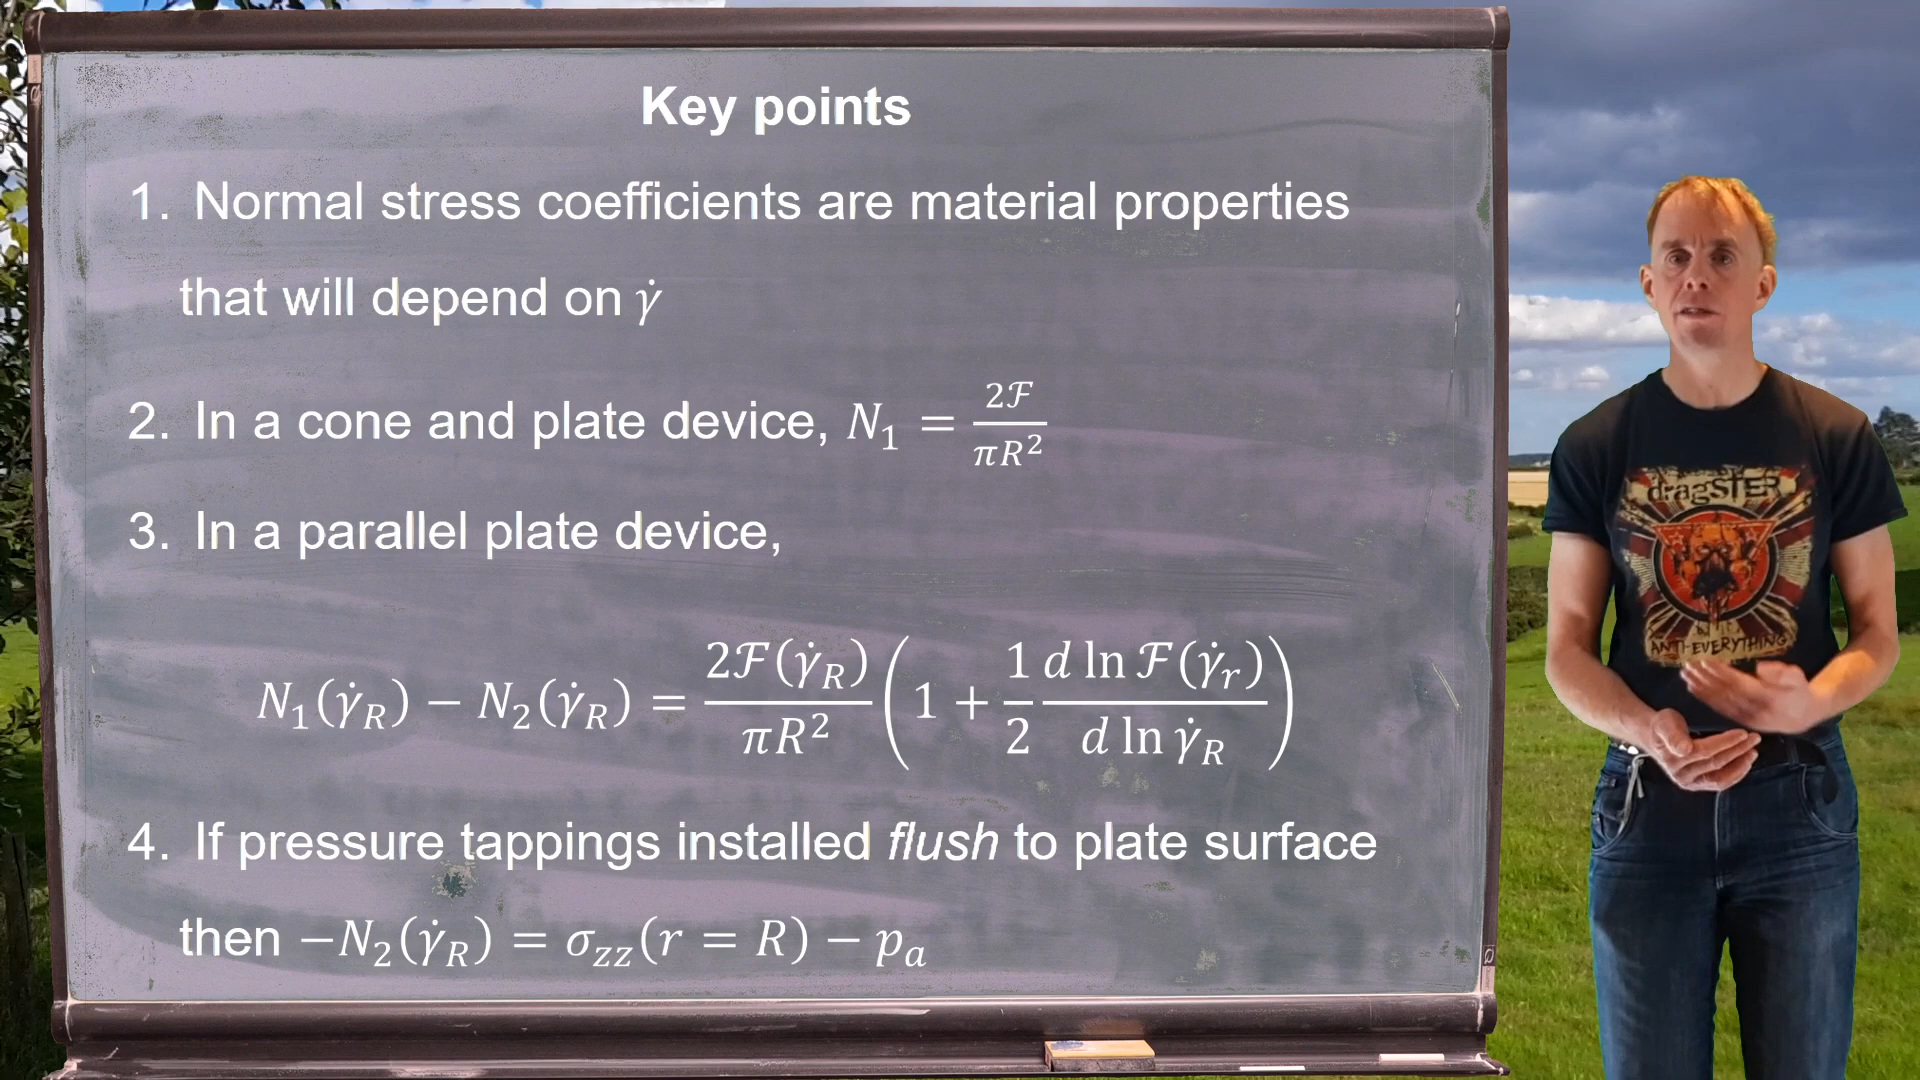 Key points
1. Normal stress coefficients are material properties
that will depend on γ̇
2. In a cone and plate device, N₁ = 2ℱ / πR²
3. In a parallel plate device,
N₁(γ̇_R) − N₂(γ̇_R) = 2ℱ(γ̇_R) / πR² (1 + 1/2 d ln ℱ(γ̇_r) / d ln γ̇_R)
4. If pressure tappings installed flush to plate surface
then −N₂(γ̇_R) = σ_zz(r = R) − p_a
dragSTER
ANTI-EVERYTHING